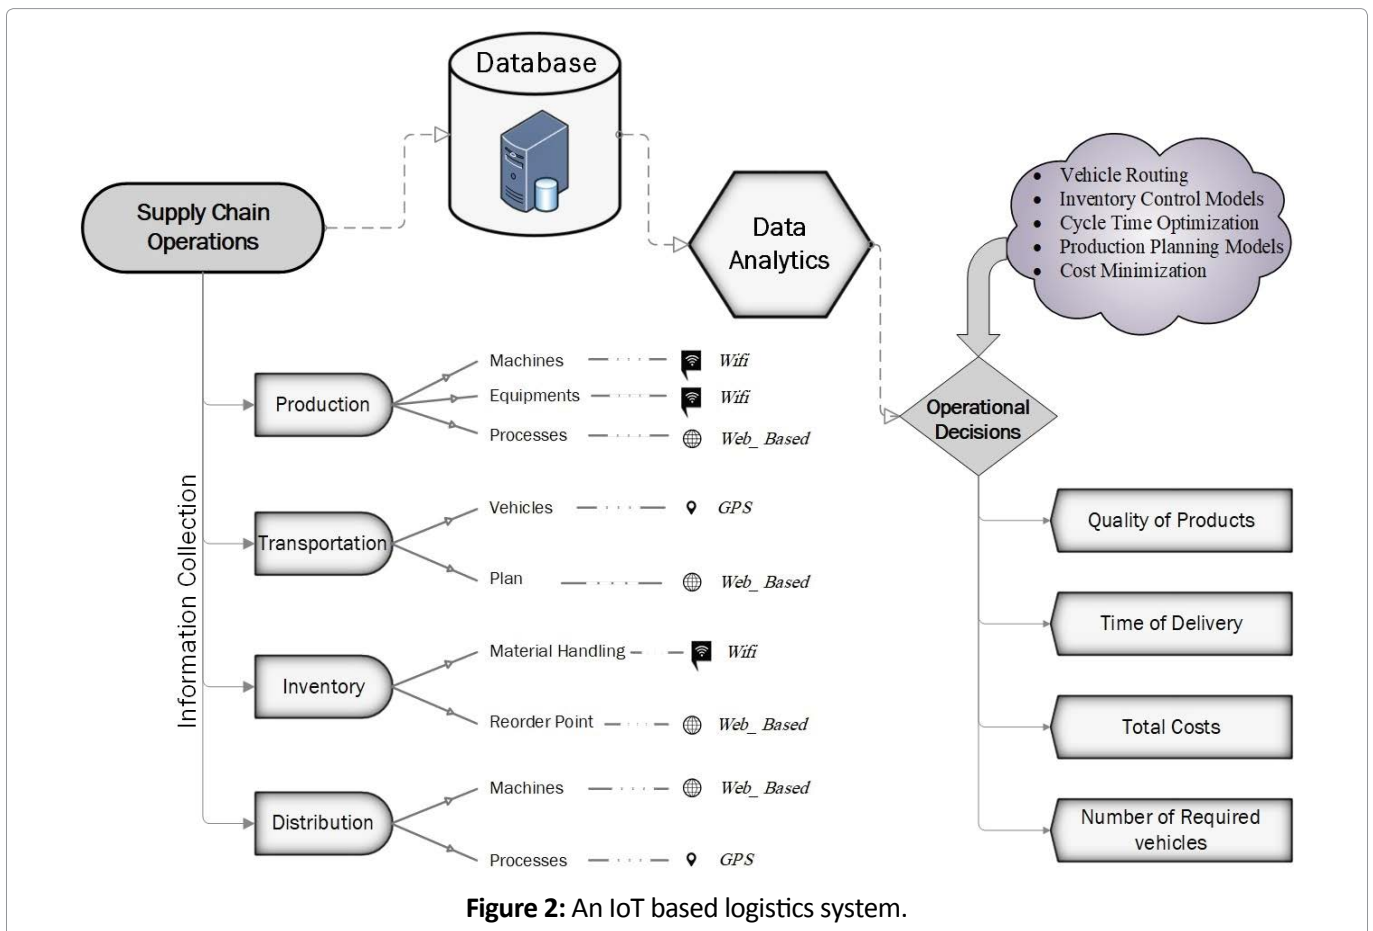 Database
Supply Chain
Operations
Data
Analytics
• Vehicle Routing
• Inventory Control Models
• Cycle Time Optimization
• Production Planning Models
• Cost Minimization
Operational
Decisions
Information Collection
Production
Machines
Wifi
Equipments
Wifi
Processes
Web_ Based
Transportation
Vehicles
GPS
Plan
Web_ Based
Inventory
Material Handling
Wifi
Reorder Point
Web_ Based
Distribution
Machines
Web_ Based
Processes
GPS
Quality of Products
Time of Delivery
Total Costs
Number of Required
vehicles
Figure 2: An IoT based logistics system.